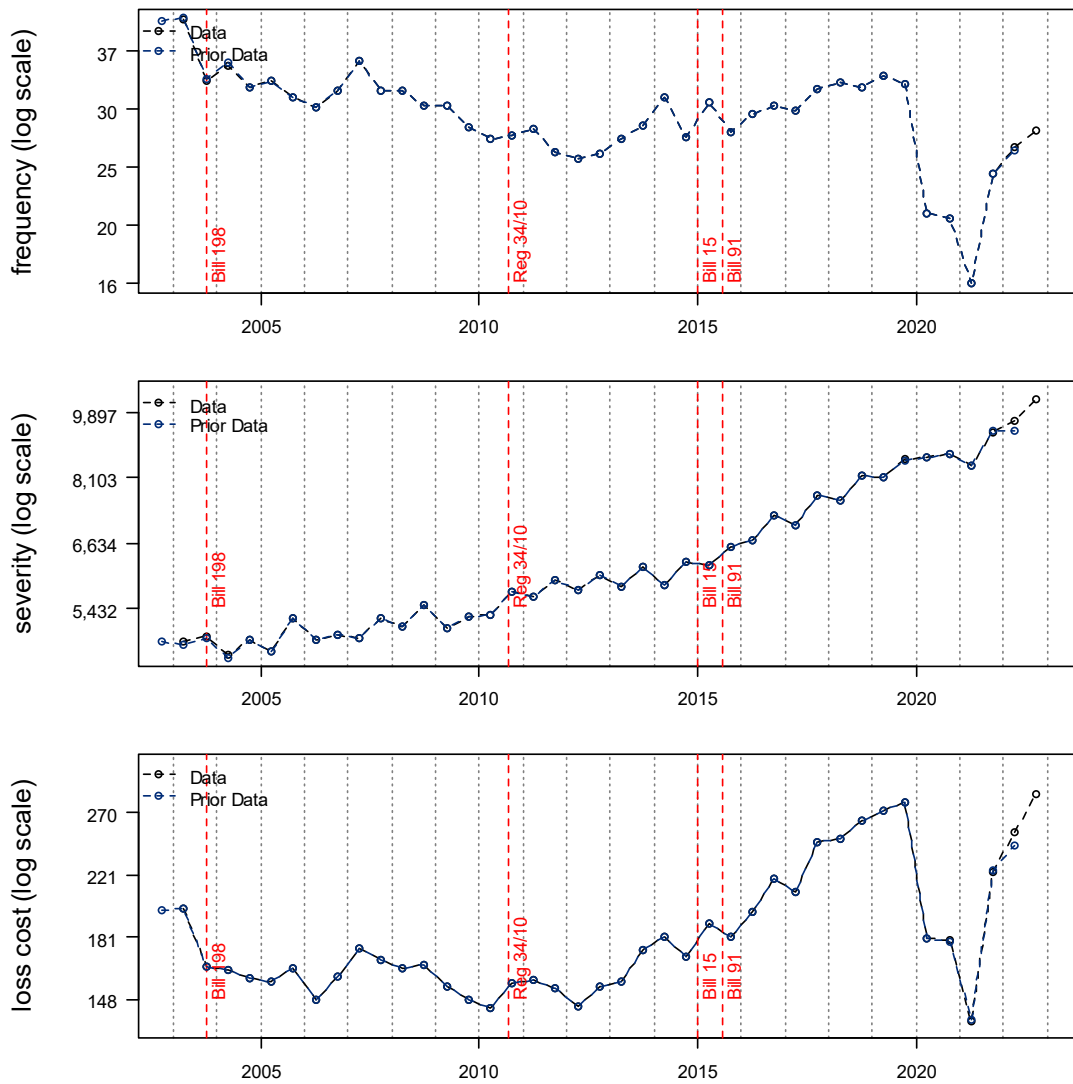 frequency (log scale)
37
30
25
20
16
Data
Prior Data
Bill 198
Reg 34/10
Bill 15
Bill 91
2005
2010
2015
2020
severity (log scale)
9,897
8,103
6,634
5,432
Data
Prior Data
Bill 198
Reg 34/10
Bill 15
Bill 91
2005
2010
2015
2020
loss cost (log scale)
270
221
181
148
Data
Prior Data
Bill 198
Reg 34/10
Bill 15
Bill 91
2005
2010
2015
2020